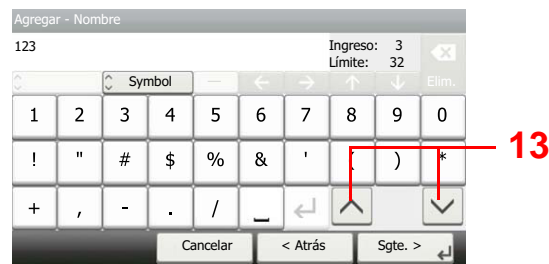 Agregar - Nombre
123 Ingreso: 3
Límite: 32
Symbol Elim.
1 2 3 4 5 6 7 8 9 0
! " # $ % & ' ( ) *
+ , - . / _
13
Cancelar < Atrás Sgte. >